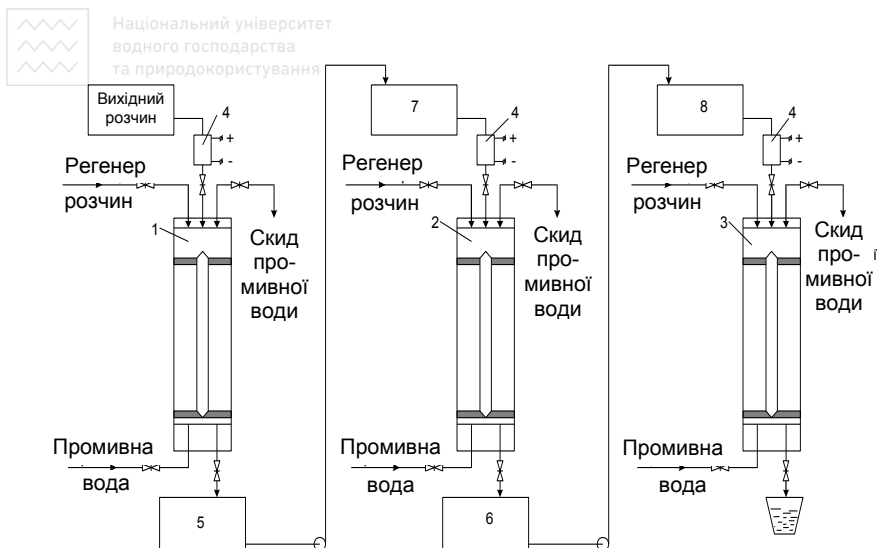 Національний університет
водного господарства
та природокористування
Вихідний
розчин
4
+
-
7
4
+
-
8
4
+
-
Регенер
розчин
Регенер
розчин
Регенер
розчин
1
Скид
про-
мивної
води
2
Скид
про-
мивної
води
3
Скид
про-
мивної
води
ї
Промивна
вода
Промивна
вода
Промивна
вода
5
6